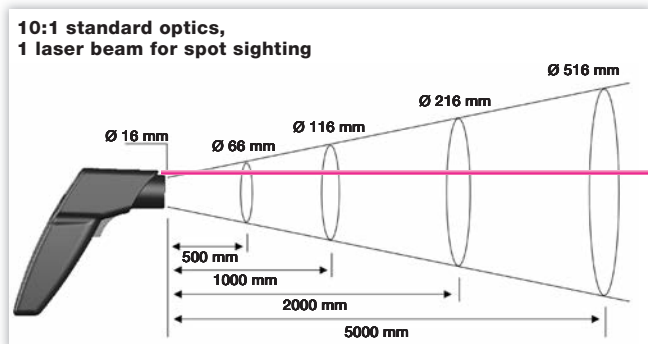 10:1 standard optics,
1 laser beam for spot sighting
Ø 516 mm
Ø 216 mm
Ø 116 mm
Ø 66 mm
Ø 16 mm
500 mm
1000 mm
2000 mm
5000 mm